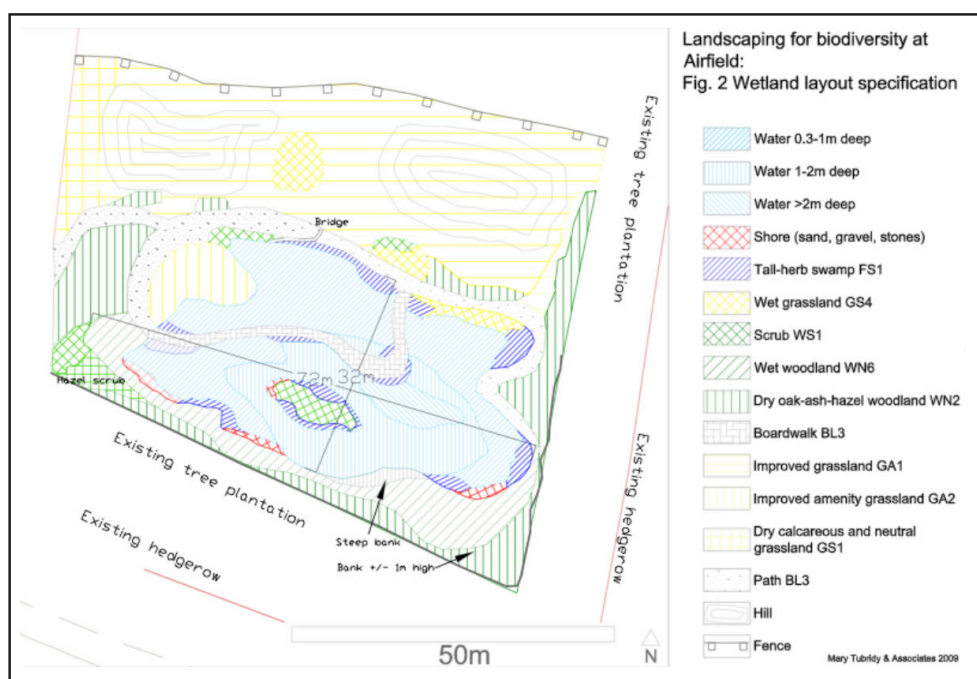 Landscaping for biodiversity at
Airfield:
Fig. 2 Wetland layout specification
Water 0.3-1m deep
Water 1-2m deep
Water >2m deep
Shore (sand, gravel, stones)
Tall-herb swamp FS1
Wet grassland GS4
Scrub WS1
Wet woodland WN6
Dry oak-ash-hazel woodland WN2
Boardwalk BL3
Improved grassland GA1
Improved amenity grassland GA2
Dry calcareous and neutral
grassland GS1
Path BL3
Hill
Fence
Mary Tubridy & Associates 2009
Existing tree plantation
Bridge
72m
32m
Hazel scrub
Existing tree plantation
Existing hedgerow
Existing hedgerow
Steep bank
Bank +/- 1m high
50m
N